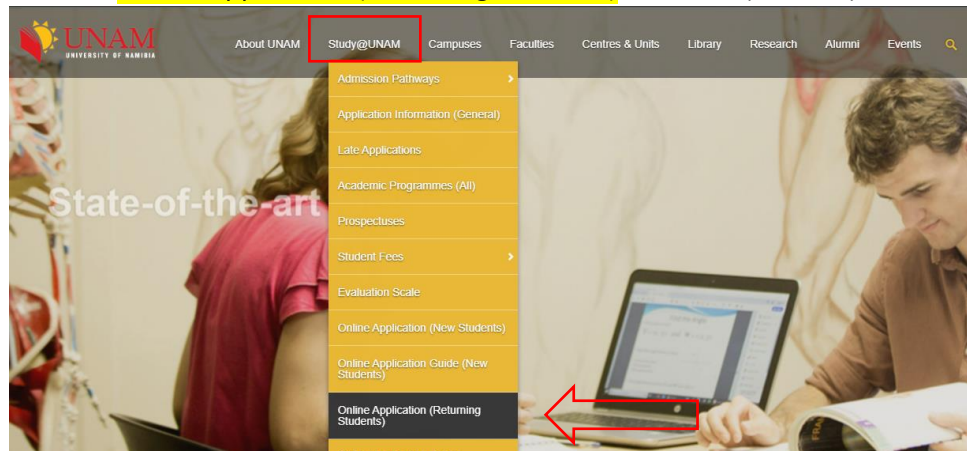 UNAM
UNIVERSITY OF NAMIBIA
About UNAM Study@UNAM Campuses Faculties Centres & Units Library Research Alumni Events
Admission Pathways
Application Information (General)
Late Applications
Academic Programmes (All)
State-of-the-art
Prospectuses
Student Fees
Evaluation Scale
Online Application (New Students)
Online Application Guide (New
Students)
Online Application (Returning
Students)